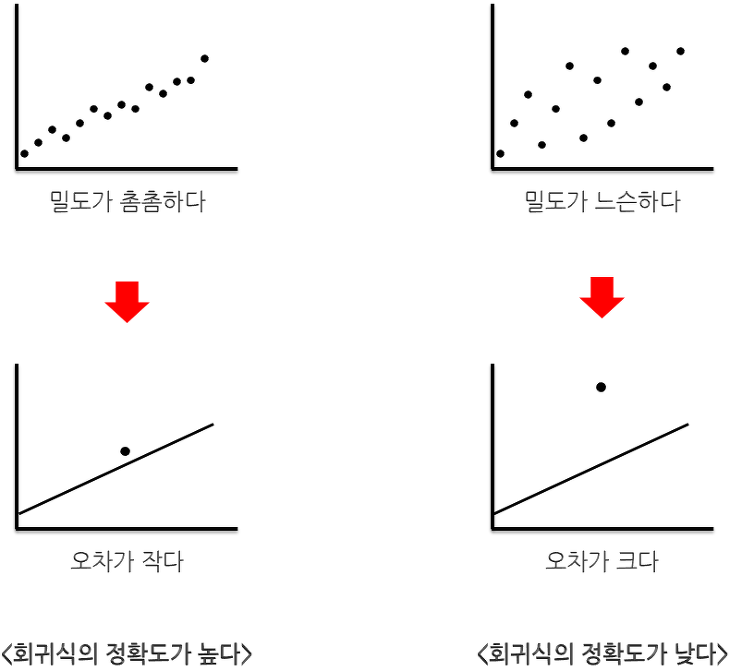 밀도가 촘촘하다
밀도가 느슨하다
오차가 작다
오차가 크다
<회귀식의 정확도가 높다>
<회귀식의 정확도가 낮다>